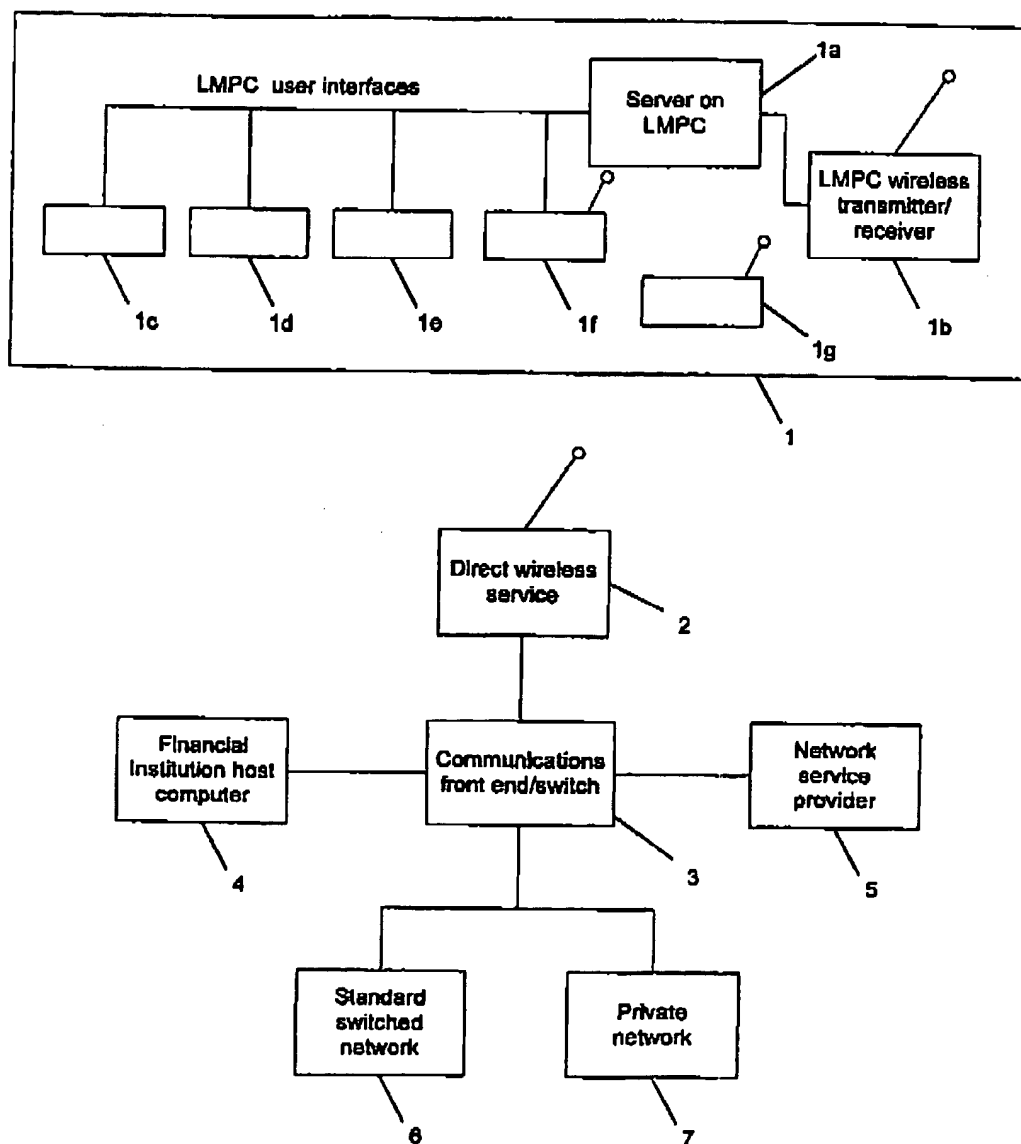 1a
LMPC user interfaces
Server on
LMPC
LMPC wireless
transmitter/
receiver
1c
1d
1e
1f
1g
1b
1
Direct wireless
service
2
Financial
institution host
computer
Communications
front end/switch
Network
service
provider
4
3
5
Standard
switched
network
Private
network
6
7